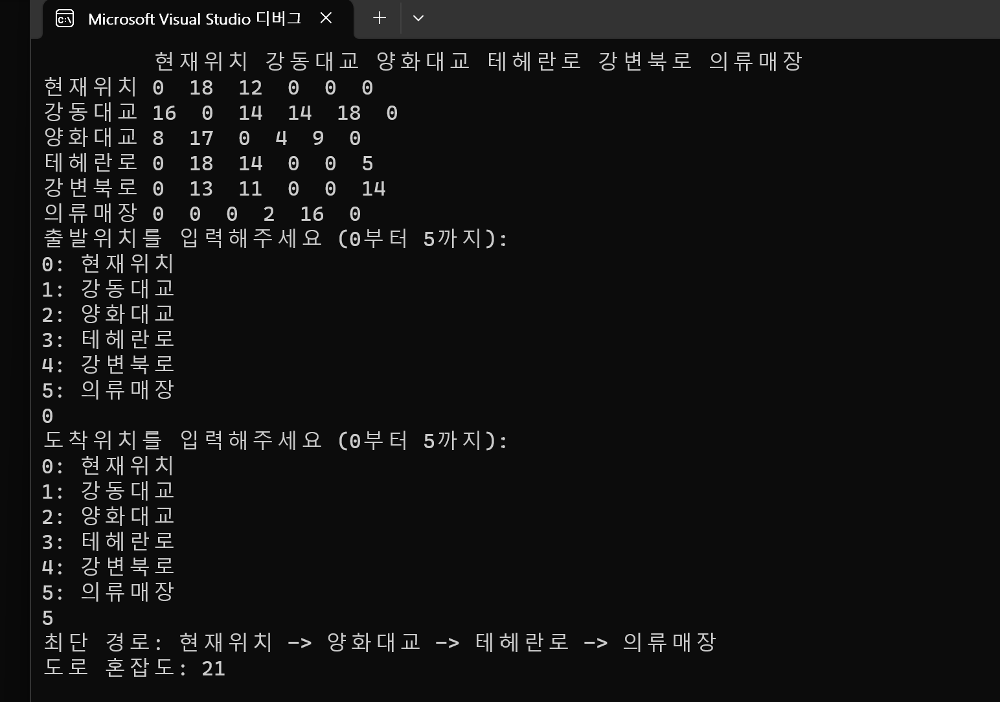 Microsoft Visual Studio 디버그
현재위치 강동대교 양화대교 테헤란로 강변북로 의류매장
현재위치 0 18 12 0 0 0
강동대교 16 0 14 14 18 0
양화대교 8 17 0 4 9 0
테헤란로 0 18 14 0 0 5
강변북로 0 13 11 0 0 14
의류매장 0 0 0 2 16 0
출발위치를 입력해주세요 (0부터 5까지):
0: 현재위치
1: 강동대교
2: 양화대교
3: 테헤란로
4: 강변북로
5: 의류매장
0
도착위치를 입력해주세요 (0부터 5까지):
0: 현재위치
1: 강동대교
2: 양화대교
3: 테헤란로
4: 강변북로
5: 의류매장
5
최단 경로: 현재위치 -> 양화대교 -> 테헤란로 -> 의류매장
도로 혼잡도: 21